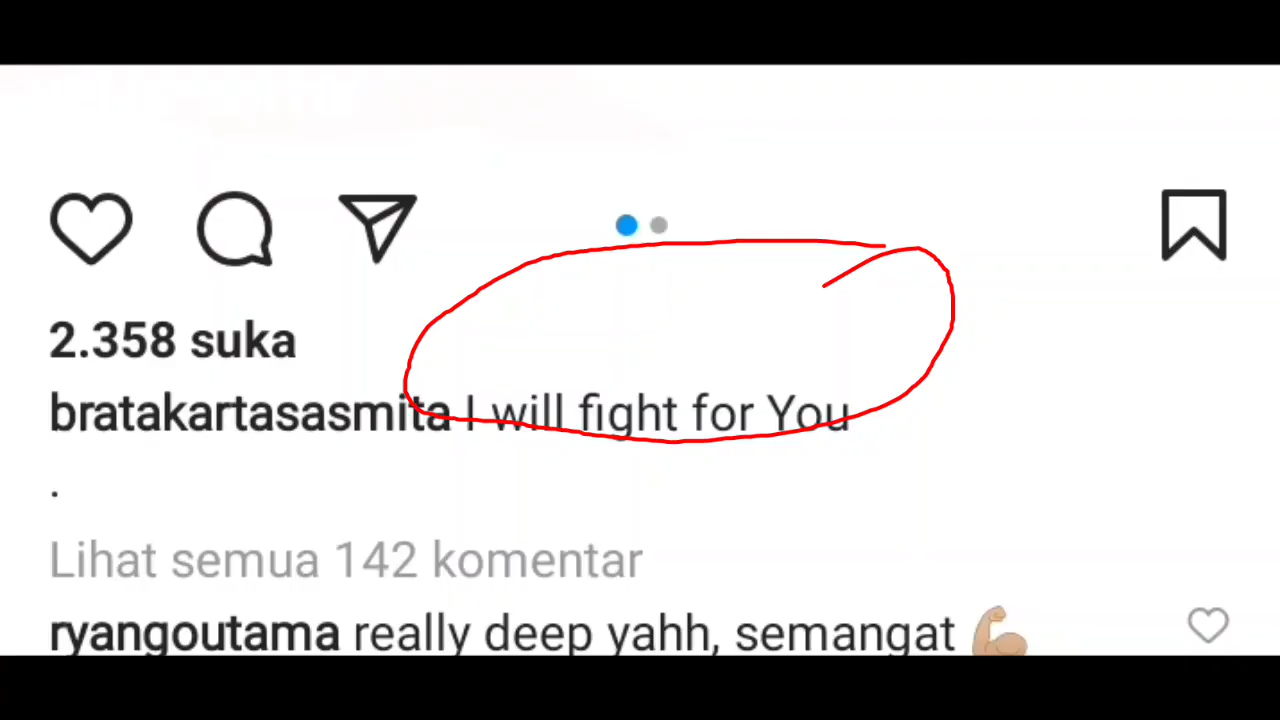 2.358 suka
bratakartasasmita I will fight for You
.
Lihat semua 142 komentar
ryangoutama really deep yahh, semangat 💪🏼